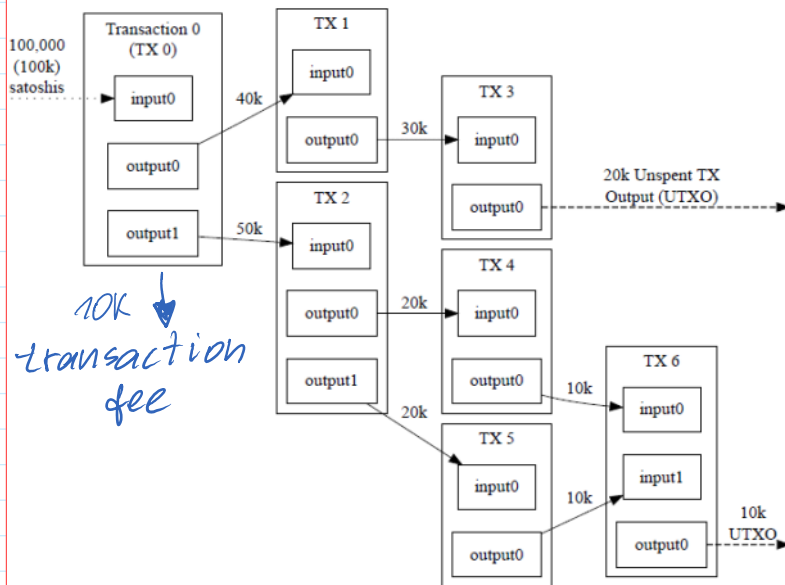 100,000
(100k)
satoshis
Transaction 0
(TX 0)
input0
output0
output1
10K
transaction
fee
40k
50k
TX 1
input0
output0
30k
TX 2
input0
output0
output1
20k
20k
TX 3
input0
output0
20k Unspent TX
Output (UTXO)
TX 4
input0
output0
10k
TX 5
input0
output0
10k
TX 6
input0
input1
output0
10k
UTXO